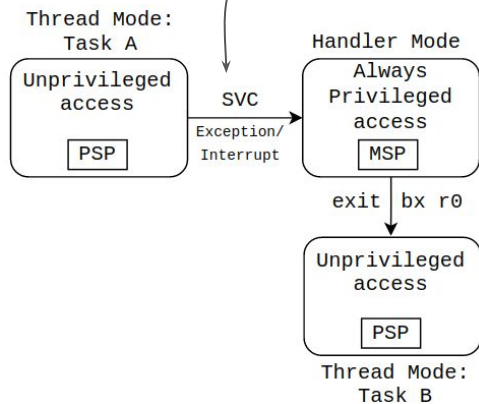 Thread Mode:
Task A
Unprivileged
access
PSP
SVC
Exception/
Interrupt
Handler Mode
Always
Privileged
access
MSP
exit bx r0
Unprivileged
access
PSP
Thread Mode:
Task B